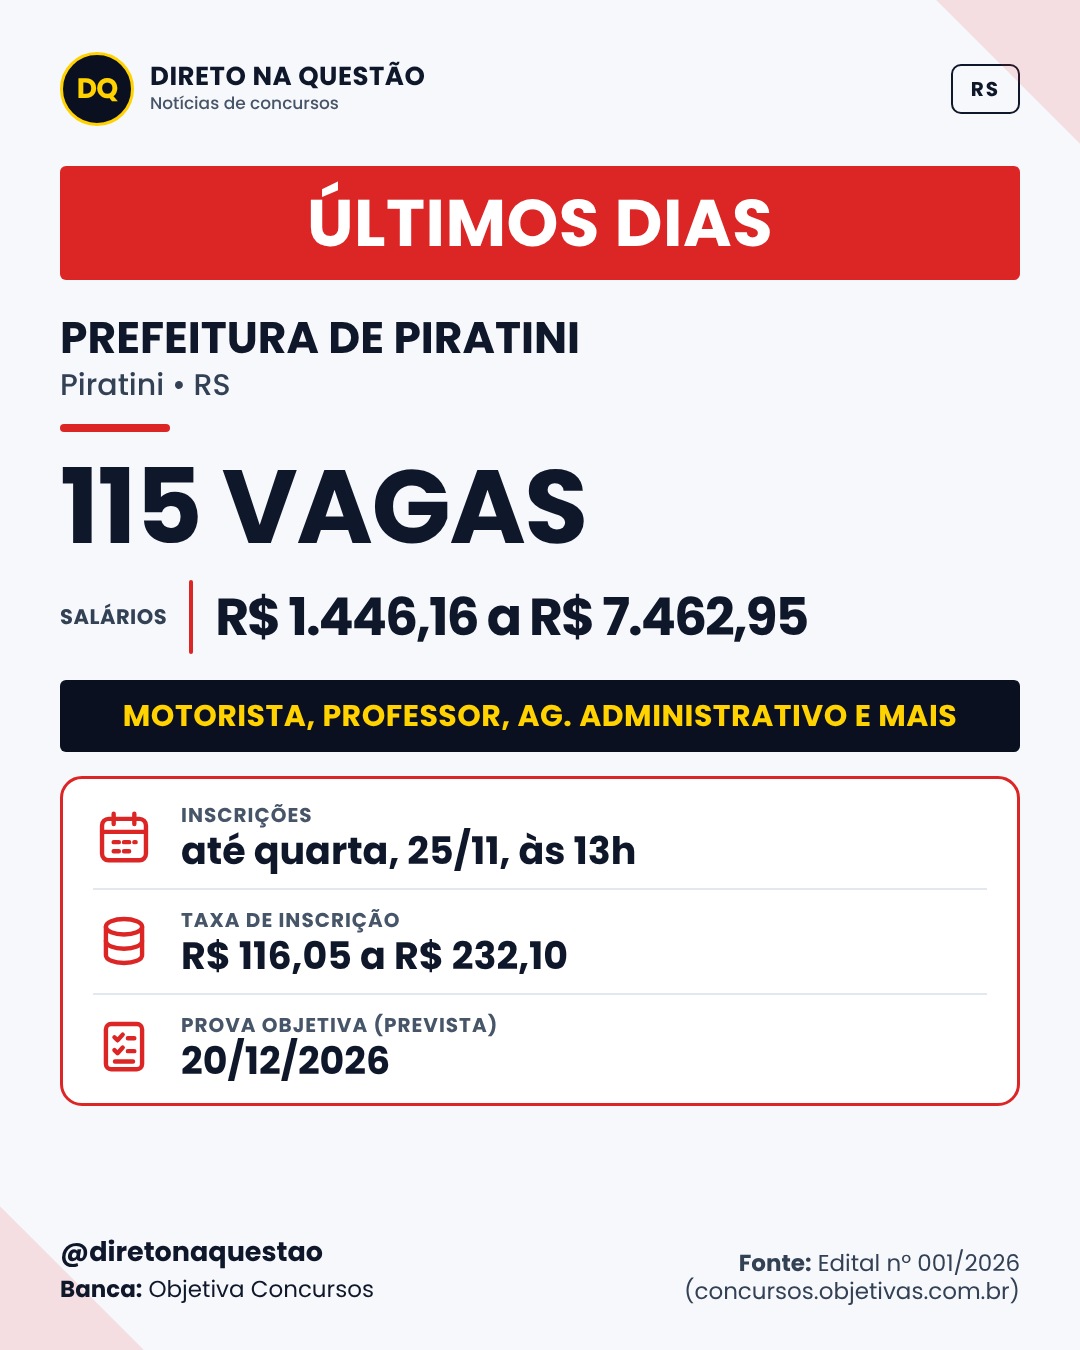 DQ
DIRETO NA QUESTÃO
Notícias de concursos
RS
ÚLTIMOS DIAS
PREFEITURA DE PIRATINI
Piratini • RS
115 VAGAS
SALÁRIOS
R$ 1.446,16 a R$ 7.462,95
MOTORISTA, PROFESSOR, AG. ADMINISTRATIVO E MAIS
INSCRIÇÕES
até quarta, 25/11, às 13h
TAXA DE INSCRIÇÃO
R$ 116,05 a R$ 232,10
PROVA OBJETIVA (PREVISTA)
20/12/2026
@diretonaquestao
Banca: Objetiva Concursos
Fonte: Edital nº 001/2026
(concursos.objetivas.com.br)